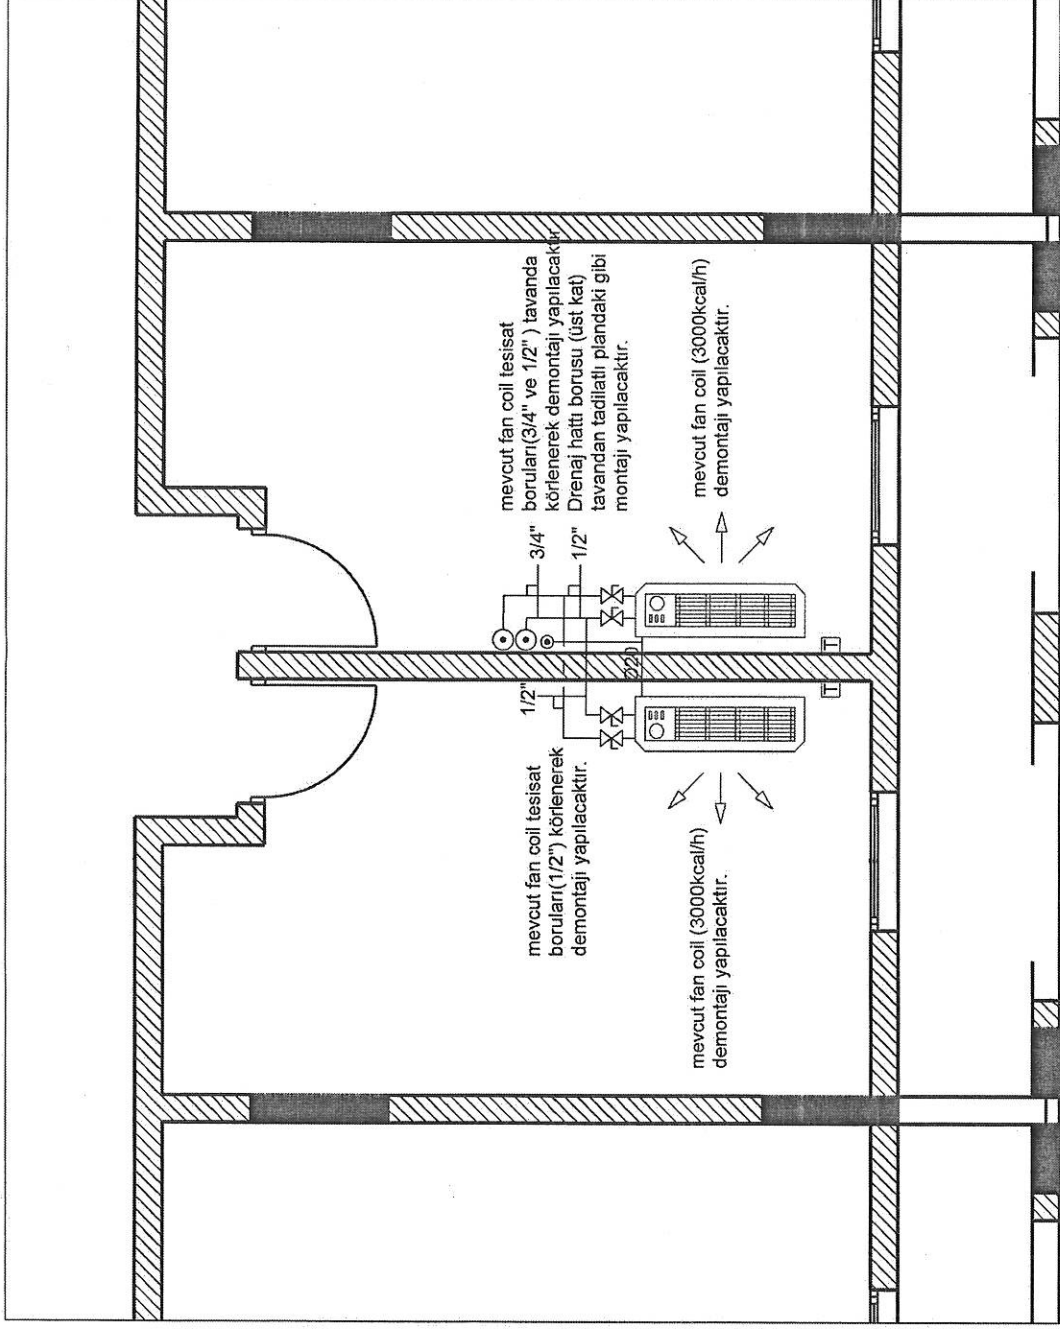 mevcut fan coil tesisat
boruları(1/2") körlenerek
demontajı yapılacaktır.
1/2"
mevcut fan coil tesisat
boruları(3/4" ve 1/2" ) tavanda
körlenerek demontajı yapılacaktır
Drenaj hattı borusu (üst kat)
tavandan tadilatlı plandaki gibi
montajı yapılacaktır.
3/4"
1/2"
Ø20
mevcut fan coil (3000kcal/h)
demontajı yapılacaktır.
mevcut fan coil (3000kcal/h)
demontajı yapılacaktır.
T
T